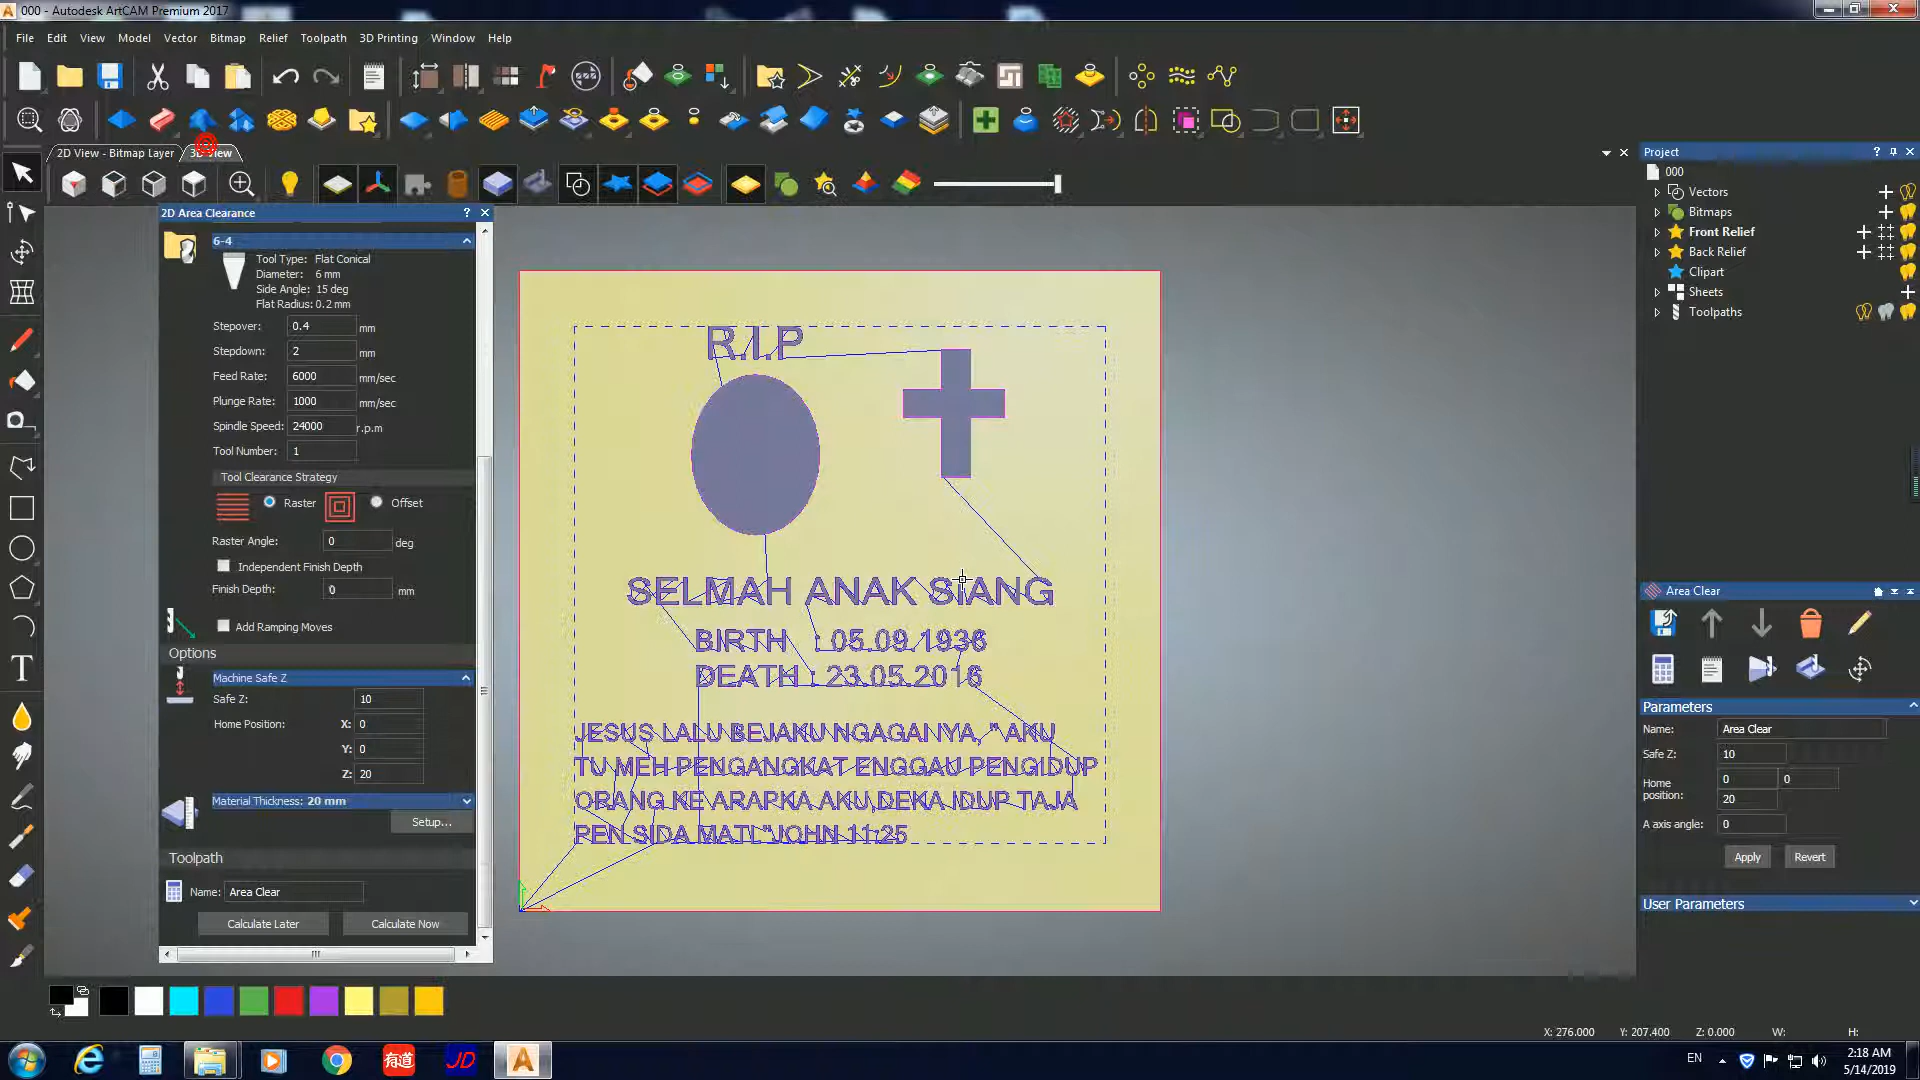 000 - Autodesk ArtCAM Premium 2017
File Edit View Model Vector Bitmap Relief Toolpath 3D Printing Window Help
2D View - Bitmap Layer
3D View
2D Area Clearance
6-4
Tool Type: Flat Conical
Diameter: 6 mm
Side Angle: 15 deg
Flat Radius: 0.2 mm
Stepover: 0.4 mm
Stepdown: 2 mm
Feed Rate: 6000 mm/sec
Plunge Rate: 1000 mm/sec
Spindle Speed: 24000 r.p.m
Tool Number: 1
Tool Clearance Strategy
Raster Offset
Raster Angle: 0 deg
Independent Finish Depth
Finish Depth: 0 mm
Add Ramping Moves
Options
Machine Safe Z
Safe Z: 10
Home Position: X: 0
Y: 0
Z: 20
Material Thickness: 20 mm
Setup...
Toolpath
Name: Area Clear
Calculate Later Calculate Now
R.I.P
SELMAH ANAK SIANG
BIRTH : 05.09.1936
DEATH : 23.05.2016
JESUS LALU BEJAKU NGAGANYA, "AKU
TU MEH PENGANGKAT ENGGAU PENGIDUP
ORANG KE ARAPKA AKU,DEKA IDUP TAJA
PEN SIDA MATI."JOHN 11:25
Project
000
Vectors
Bitmaps
Front Relief
Back Relief
Clipart
Sheets
Toolpaths
Area Clear
Parameters
Name: Area Clear
Safe Z: 10
Home position: 0 0
20
A axis angle: 0
Apply Revert
User Parameters
X: 276.000 Y: 207.400 Z: 0.000 W: H:
有道
JD
EN
2:18 AM
5/14/2019